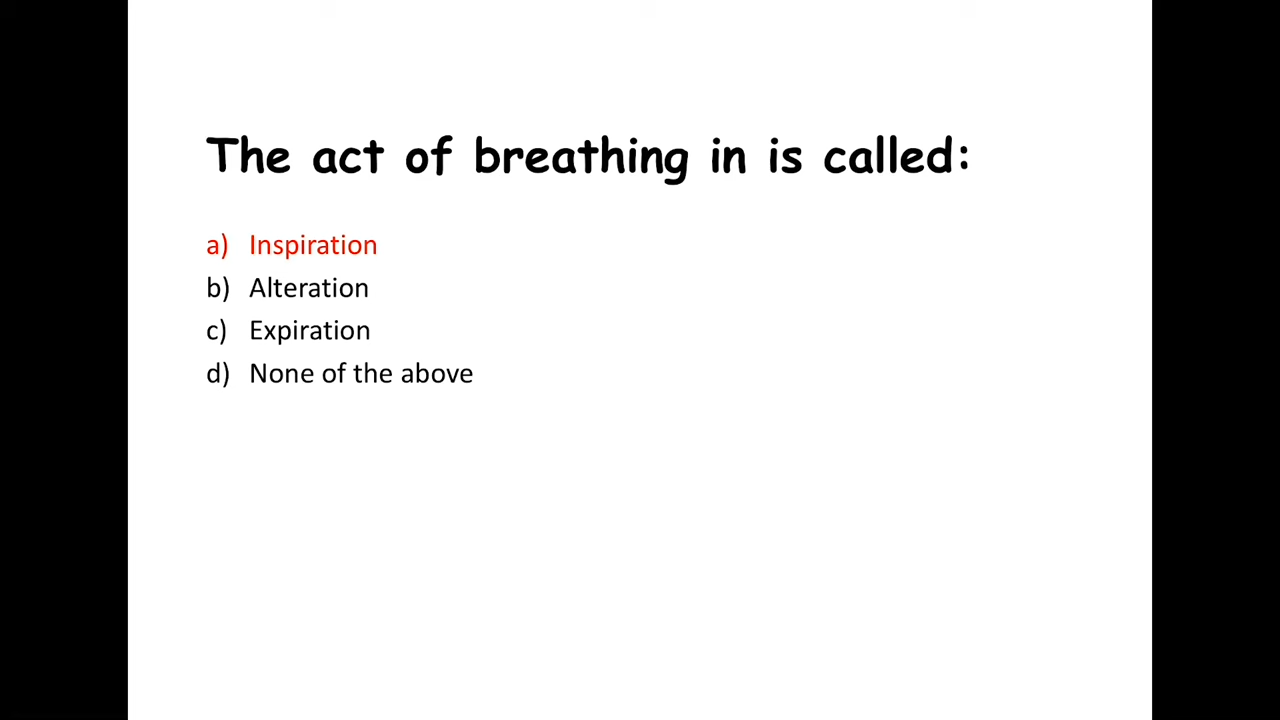 The act of breathing in is called:
a) Inspiration
b) Alteration
c) Expiration
d) None of the above